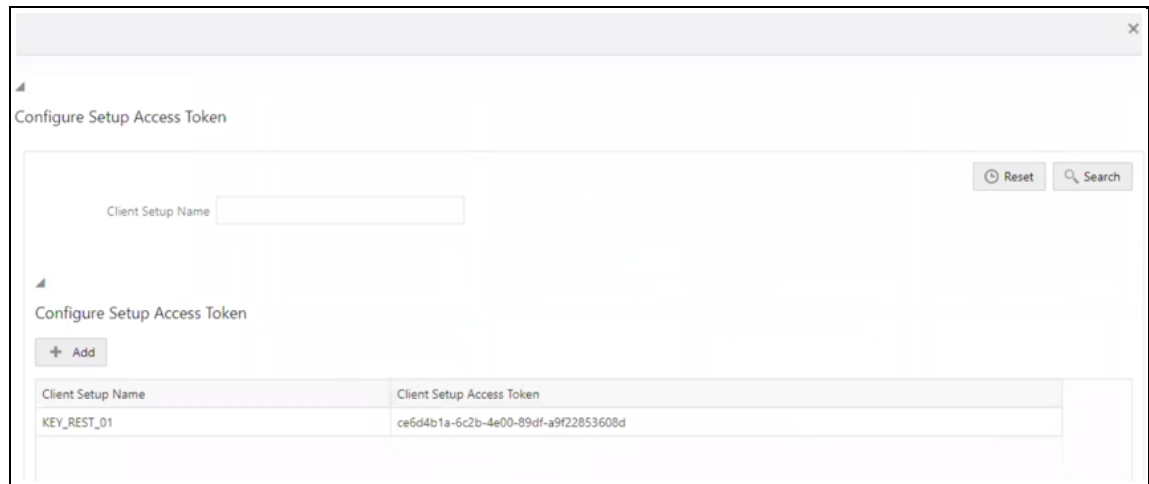 Configure Setup Access Token
Reset Search
Client Setup Name
Configure Setup Access Token
Add
Client Setup Name Client Setup Access Token
KEY_REST_01 ce6d4b1a-6c2b-4e00-89df-a9f22853608d